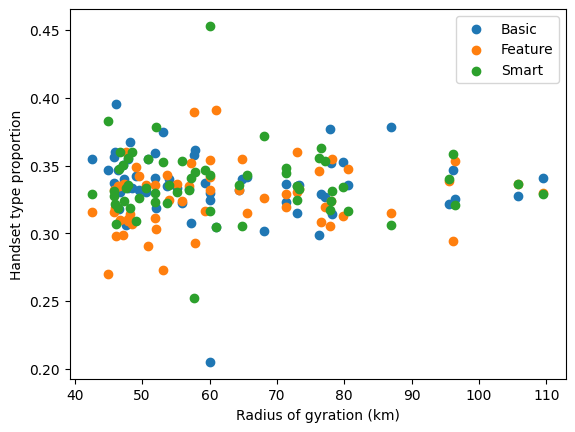 Basic
Feature
Smart
Handset type proportion
0.45
0.40
0.35
0.30
0.25
0.20
40 50 60 70 80 90 100 110
Radius of gyration (km)